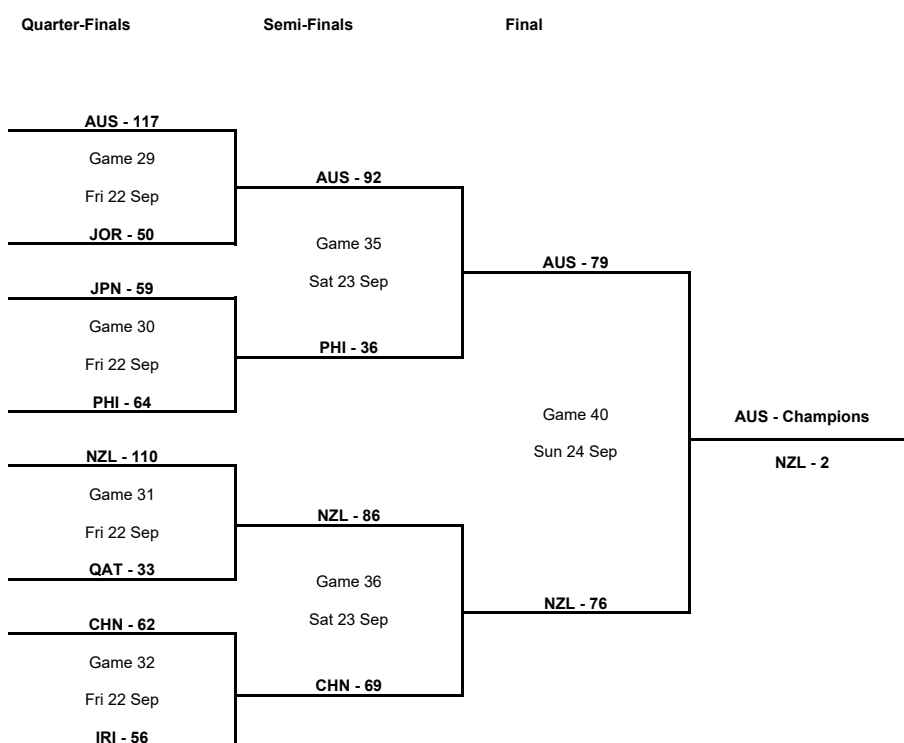 Quarter-Finals Semi-Finals Final
AUS - 117
Game 29
Fri 22 Sep
JOR - 50
JPN - 59
Game 30
Fri 22 Sep
PHI - 64
NZL - 110
Game 31
Fri 22 Sep
QAT - 33
CHN - 62
Game 32
Fri 22 Sep
IRI - 56
AUS - 92
Game 35
Sat 23 Sep
PHI - 36
NZL - 86
Game 36
Sat 23 Sep
CHN - 69
AUS - 79
Game 40
Sun 24 Sep
NZL - 76
AUS - Champions
NZL - 2